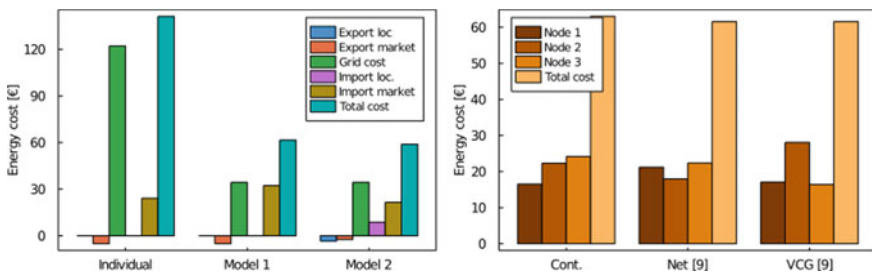 Energy cost [€]
120
90
60
30
0
Export loc
Export market
Grid cost
Import loc.
Import market
Total cost
Individual
Model 1
Model 2
Energy cost [€]
60
50
40
30
20
10
0
Node 1
Node 2
Node 3
Total cost
Cont.
Net [9]
VCG [9]